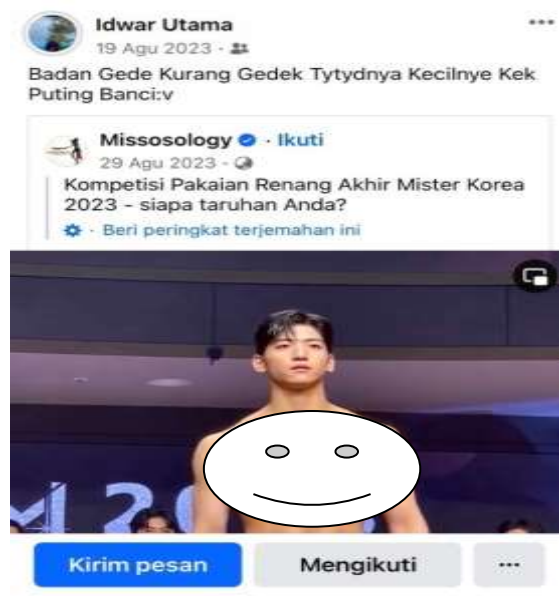 Idwar Utama
19 Agu 2023 ·
Badan Gede Kurang Gedek Tytydnya Kecilnye Kek
Puting Banci:v
Missosology · Ikuti
29 Agu 2023 ·
Kompetisi Pakaian Renang Akhir Mister Korea
2023 - siapa taruhan Anda?
· Beri peringkat terjemahan ini
Kirim pesan
Mengikuti